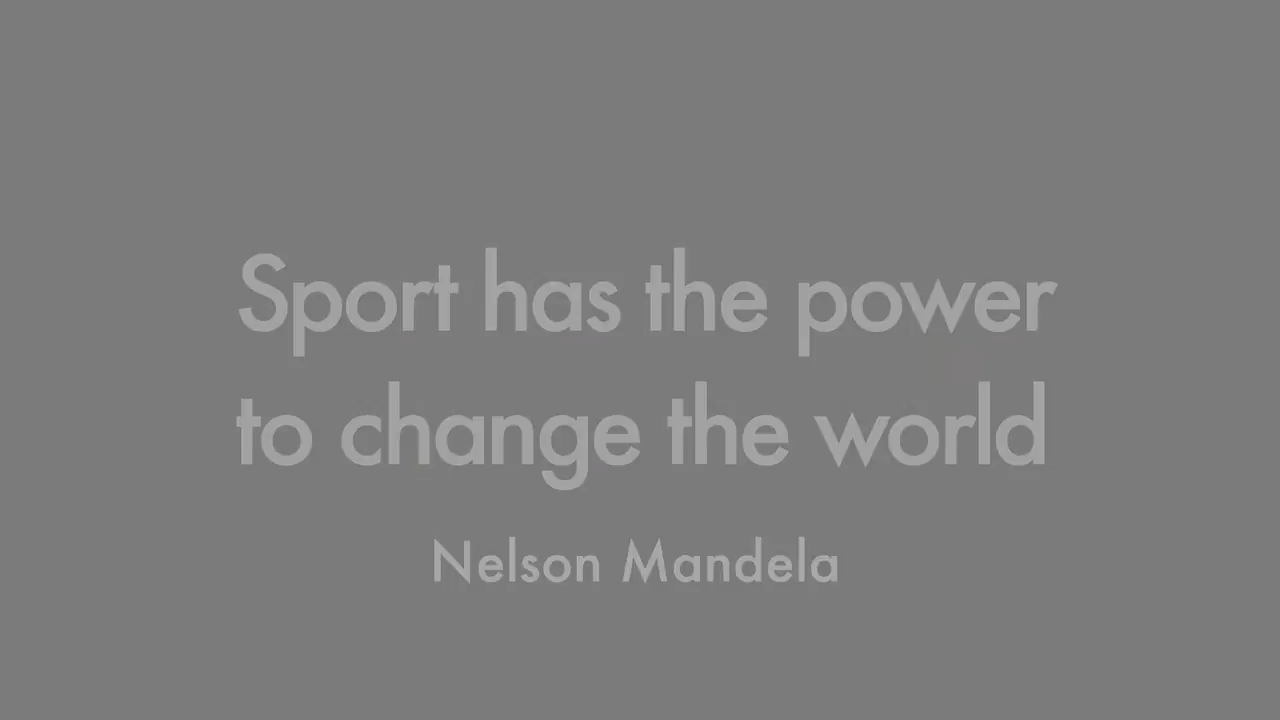 Sport has the power
to change the world
Nelson Mandela